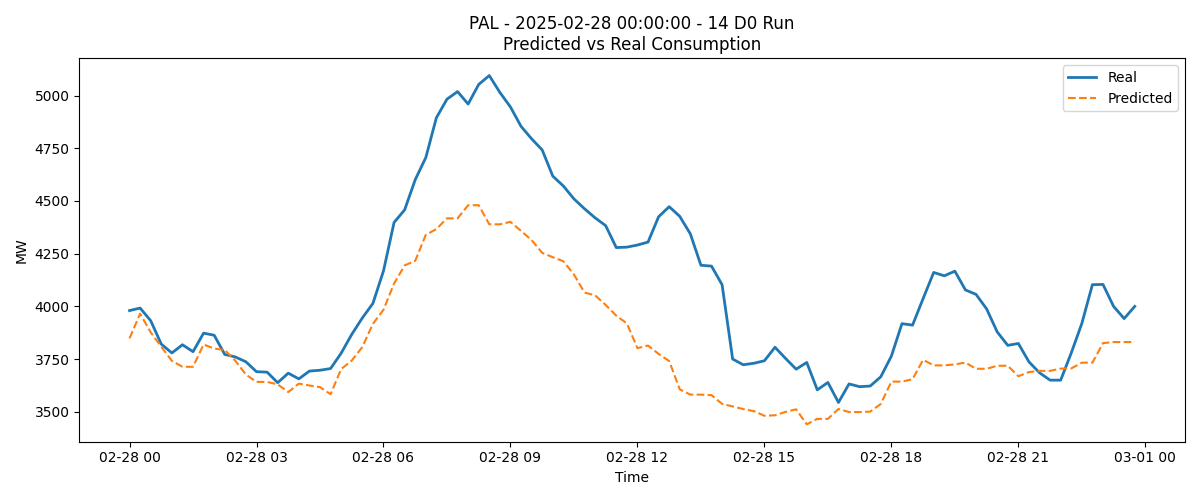 PAL - 2025-02-28 00:00:00 - 14 D0 Run
Predicted vs Real Consumption
Real
Predicted
MW
5000
4750
4500
4250
4000
3750
3500
02-28 00
02-28 03
02-28 06
02-28 09
02-28 12
02-28 15
02-28 18
02-28 21
03-01 00
Time